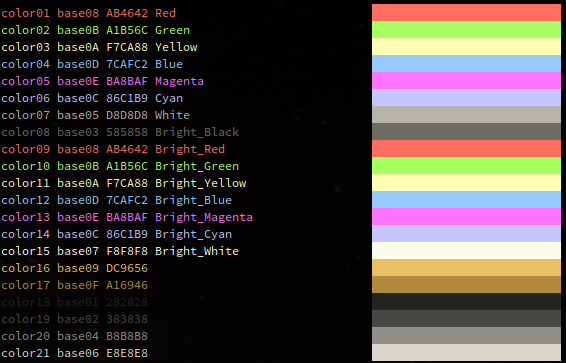 color01 base08 AB4642 Red
color02 base0B A1B56C Green
color03 base0A F7CA88 Yellow
color04 base0D 7CAFC2 Blue
color05 base0E BA8BAF Magenta
color06 base0C 86C1B9 Cyan
color07 base05 D8D8D8 White
color08 base03 585858 Bright_Black
color09 base08 AB4642 Bright_Red
color10 base0B A1B56C Bright_Green
color11 base0A F7CA88 Bright_Yellow
color12 base0D 7CAFC2 Bright_Blue
color13 base0E BA8BAF Bright_Magenta
color14 base0C 86C1B9 Bright_Cyan
color15 base07 F8F8F8 Bright_White
color16 base09 DC9656
color17 base0F A16946
color18 base01 282828
color19 base02 383838
color20 base04 B8B8B8
color21 base06 E8E8E8